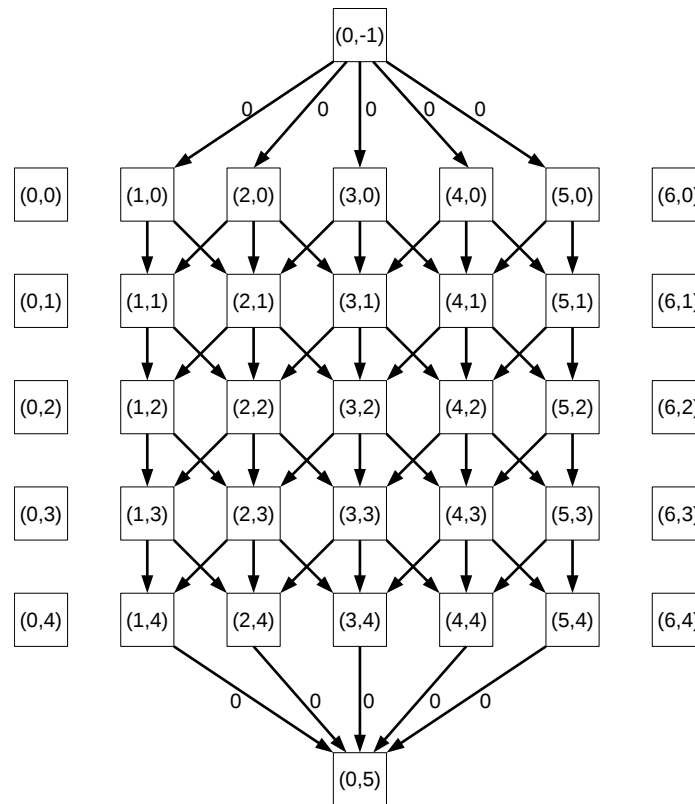 (0,-1)
0 0 0 0 0
(0,0) (1,0) (2,0) (3,0) (4,0) (5,0) (6,0)
(0,1) (1,1) (2,1) (3,1) (4,1) (5,1) (6,1)
(0,2) (1,2) (2,2) (3,2) (4,2) (5,2) (6,2)
(0,3) (1,3) (2,3) (3,3) (4,3) (5,3) (6,3)
(0,4) (1,4) (2,4) (3,4) (4,4) (5,4) (6,4)
0 0 0 0 0
(0,5)